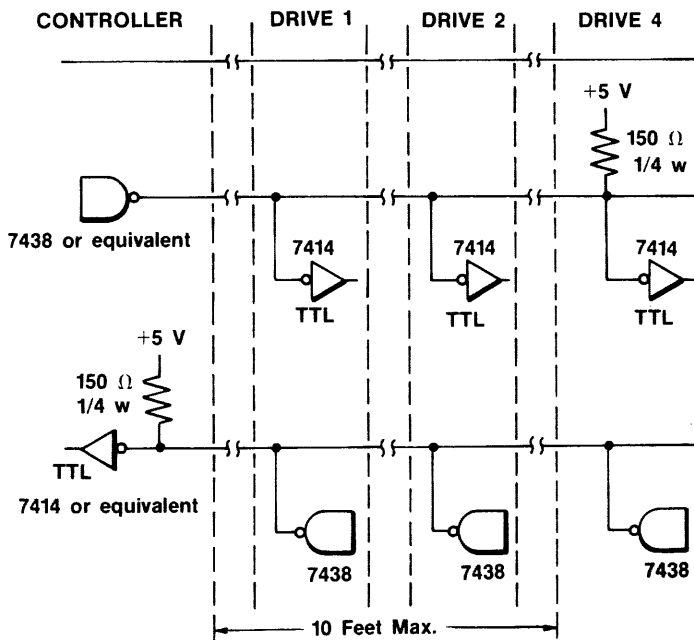 CONTROLLER DRIVE 1 DRIVE 2 DRIVE 4
+5 V
150 Ω
1/4 w
7438 or equivalent
7414 7414 7414
TTL TTL TTL
+5 V
150 Ω
1/4 w
TTL
7414 or equivalent
7438 7438 7438
10 Feet Max.